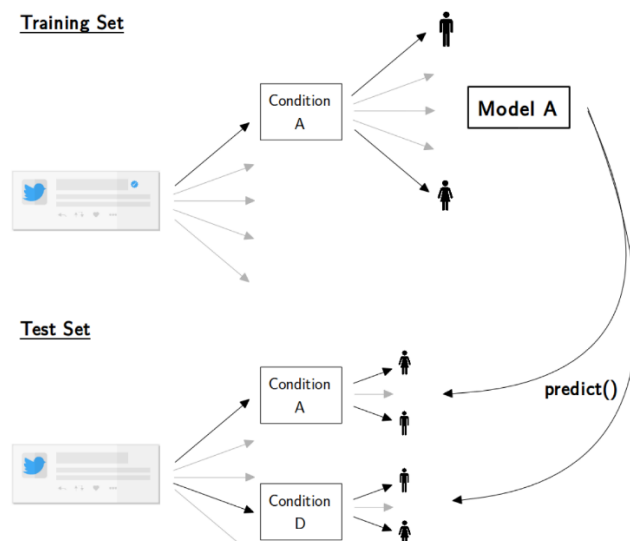 Training Set
Condition
A
Model A
Test Set
Condition
A
predict()
Condition
D